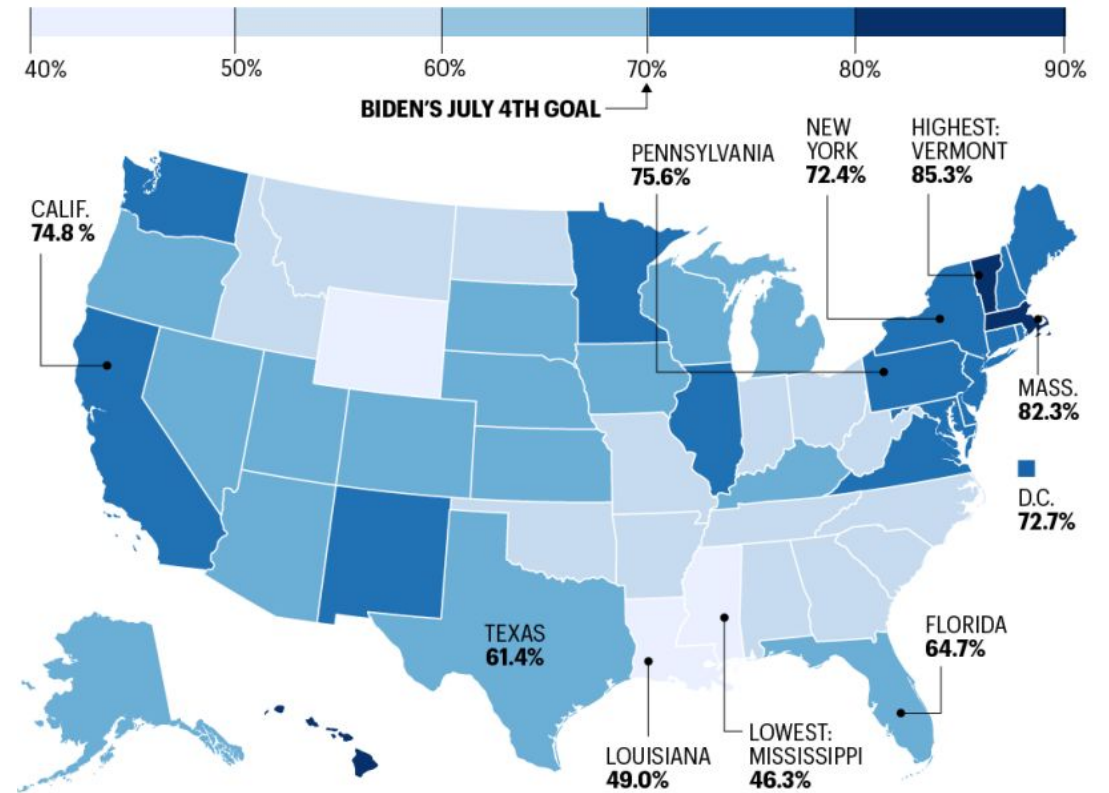 40%
50%
60%
70%
80%
90%
BIDEN'S JULY 4TH GOAL
CALIF.
74.8 %
PENNSYLVANIA
75.6%
NEW
YORK
72.4%
HIGHEST:
VERMONT
85.3%
MASS.
82.3%
D.C.
72.7%
TEXAS
61.4%
FLORIDA
64.7%
LOUISIANA
49.0%
LOWEST:
MISSISSIPPI
46.3%